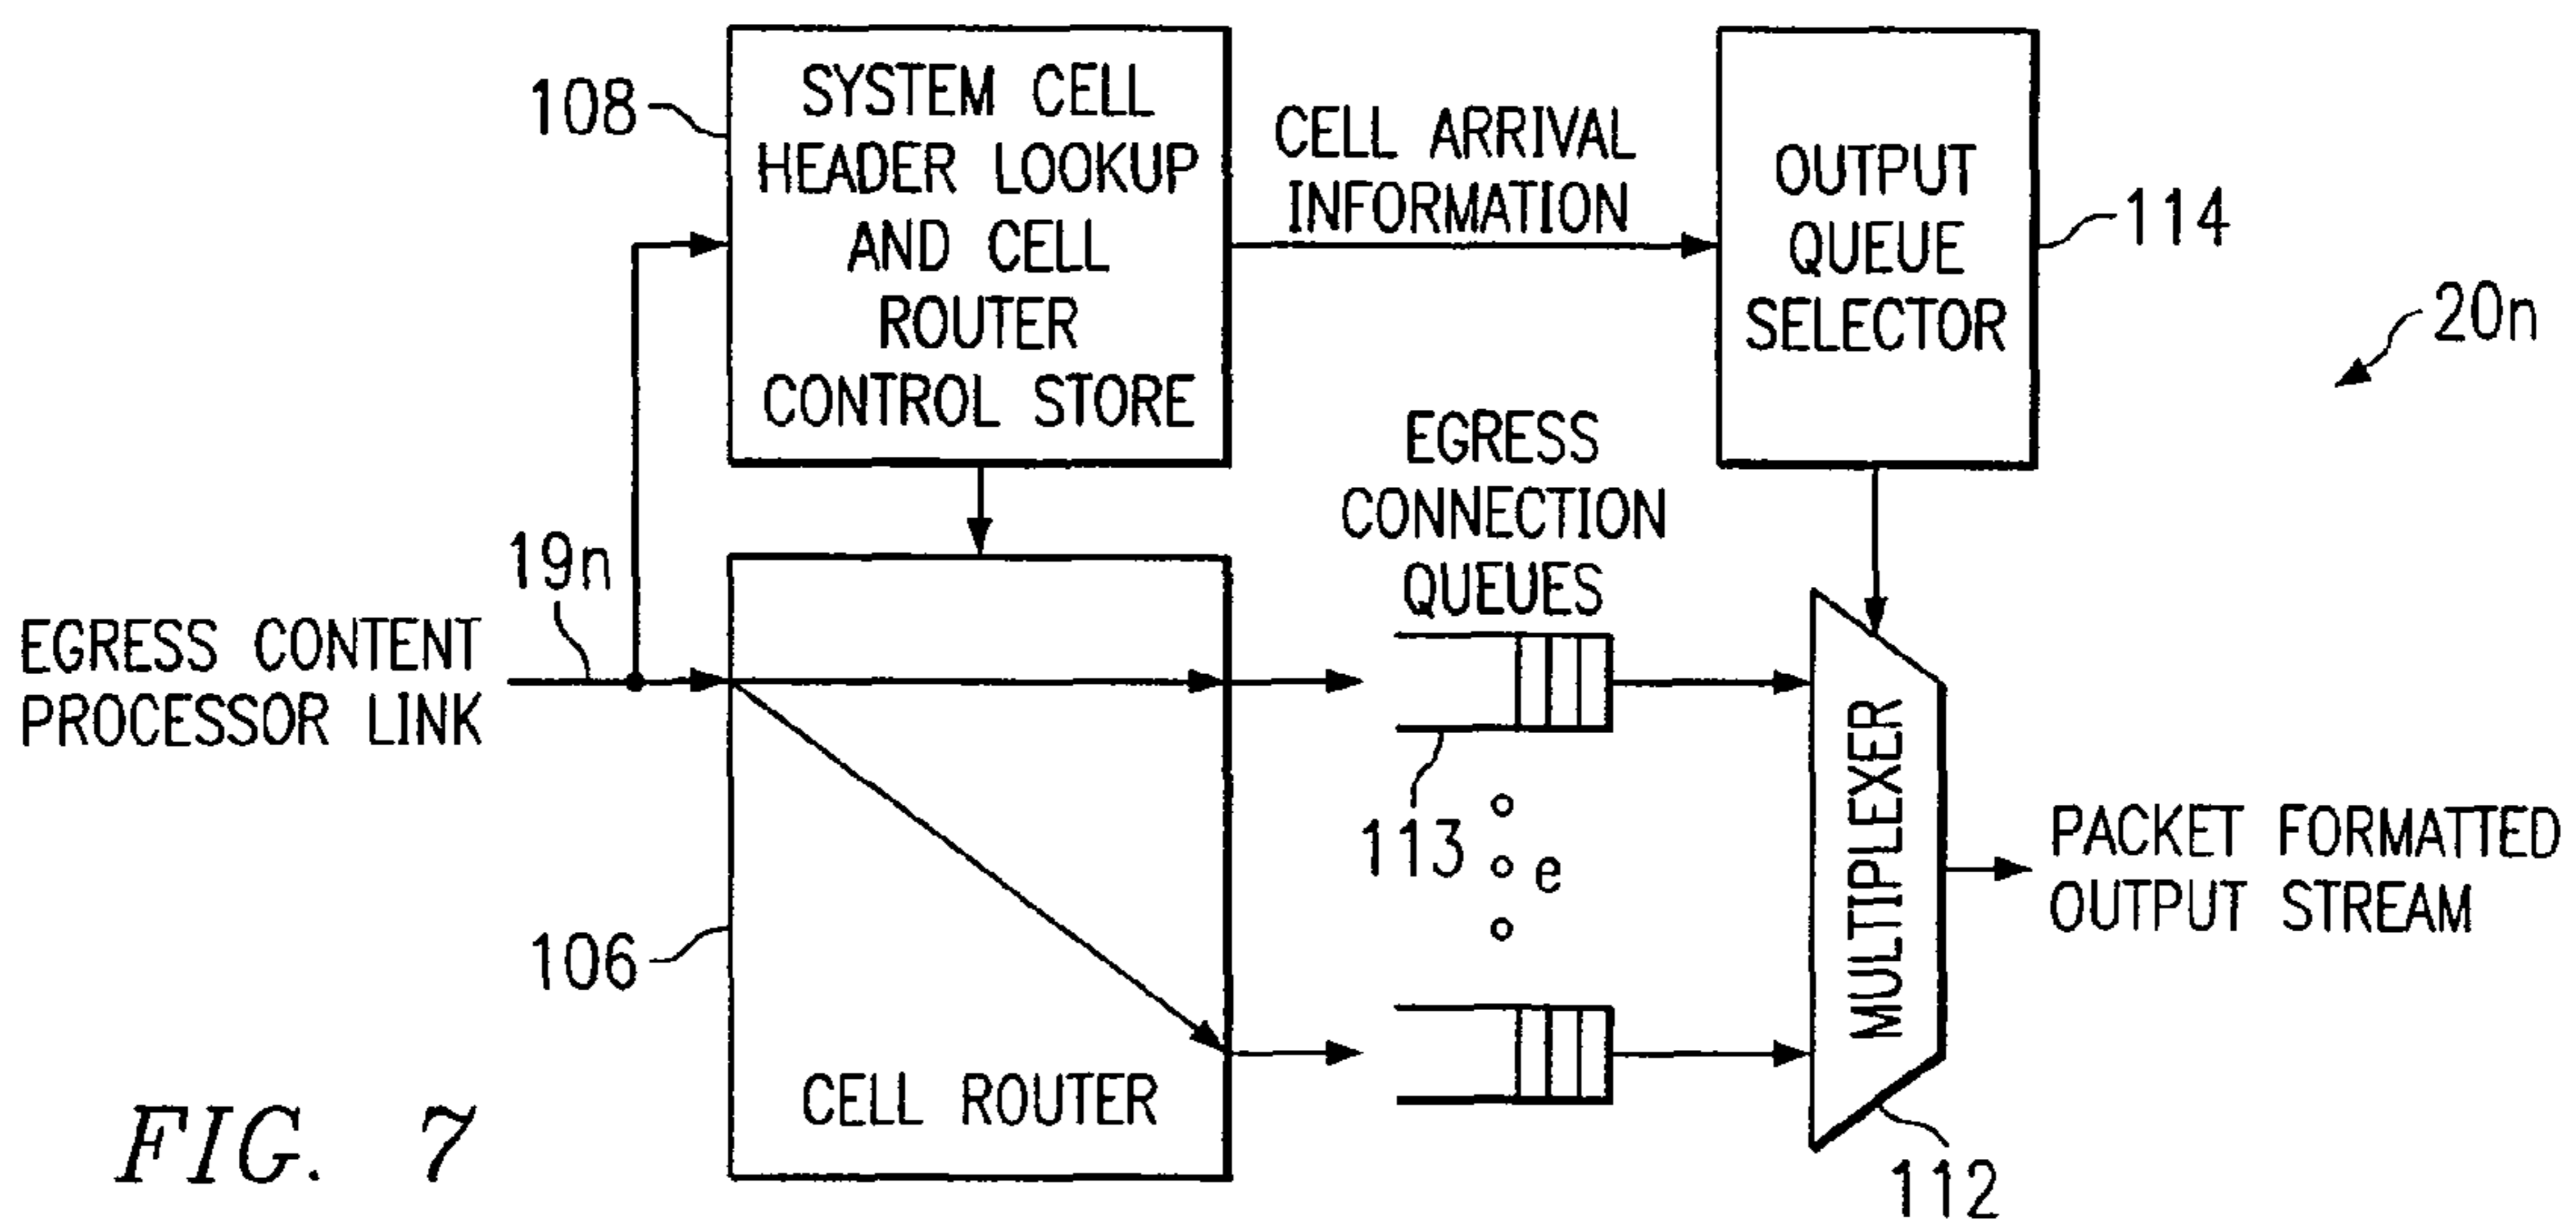 108
SYSTEM CELL
HEADER LOOKUP
AND CELL
ROUTER
CONTROL STORE
CELL ARRIVAL
INFORMATION
OUTPUT
QUEUE
SELECTOR
114
20n
EGRESS
CONNECTION
QUEUES
19n
EGRESS CONTENT
PROCESSOR LINK
113
e
MULTIPLEXER
PACKET FORMATTED
OUTPUT STREAM
106
CELL ROUTER
112
FIG. 7